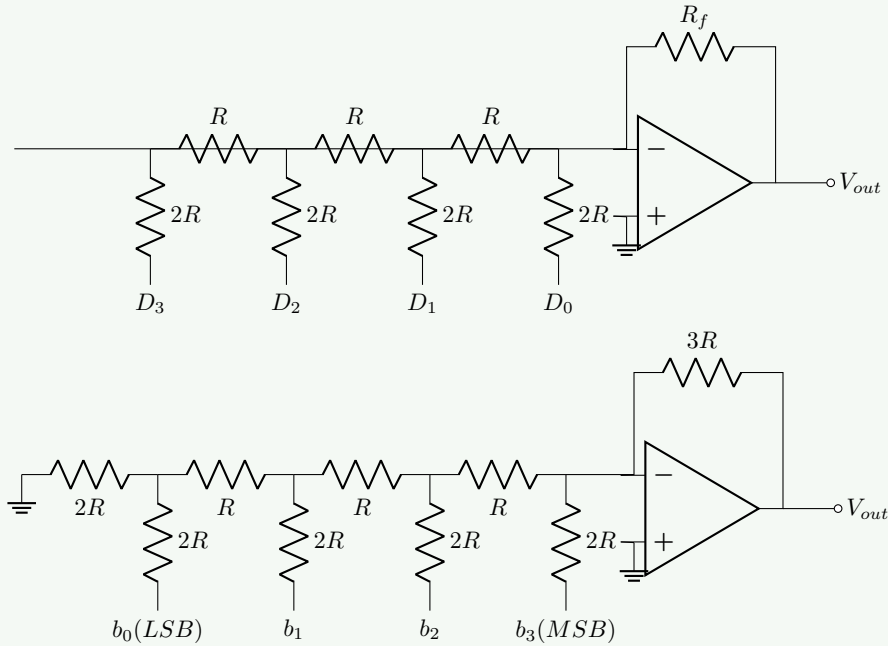 R_f
R R R
2R 2R 2R 2R
− +
V_out
D_3 D_2 D_1 D_0
3R
2R R R R
2R 2R 2R 2R
− +
V_out
b_0(LSB) b_1 b_2 b_3(MSB)